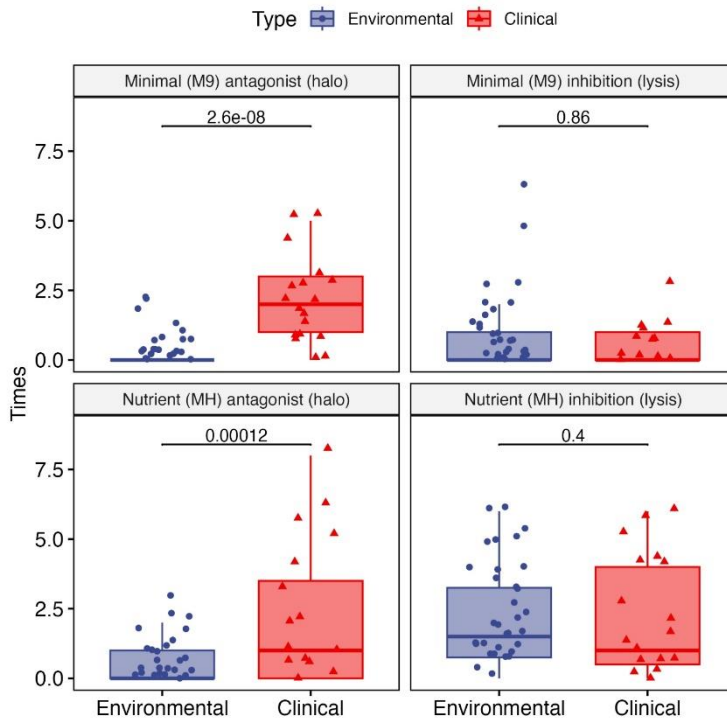 Type Environmental Clinical
Minimal (M9) antagonist (halo) Minimal (M9) inhibition (lysis)
2.6e-08 0.86
7.5
5.0
2.5
0.0
Times
Nutrient (MH) antagonist (halo) Nutrient (MH) inhibition (lysis)
0.00012 0.4
7.5
5.0
2.5
0.0
Environmental Clinical Environmental Clinical